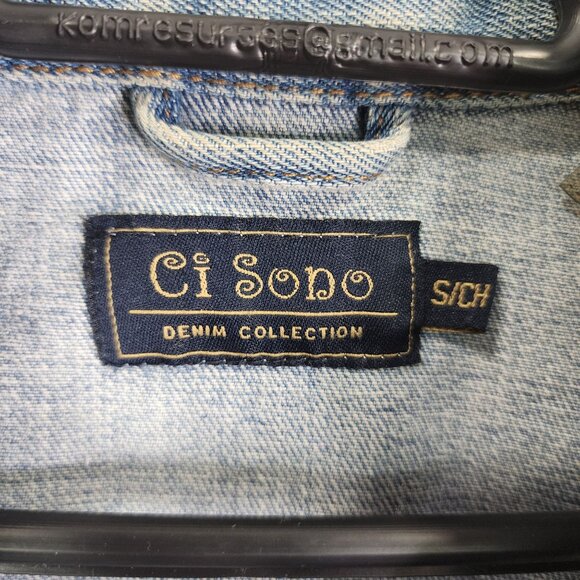 komresurses@gmail.com
Ci Sono
DENIM COLLECTION
S/CH